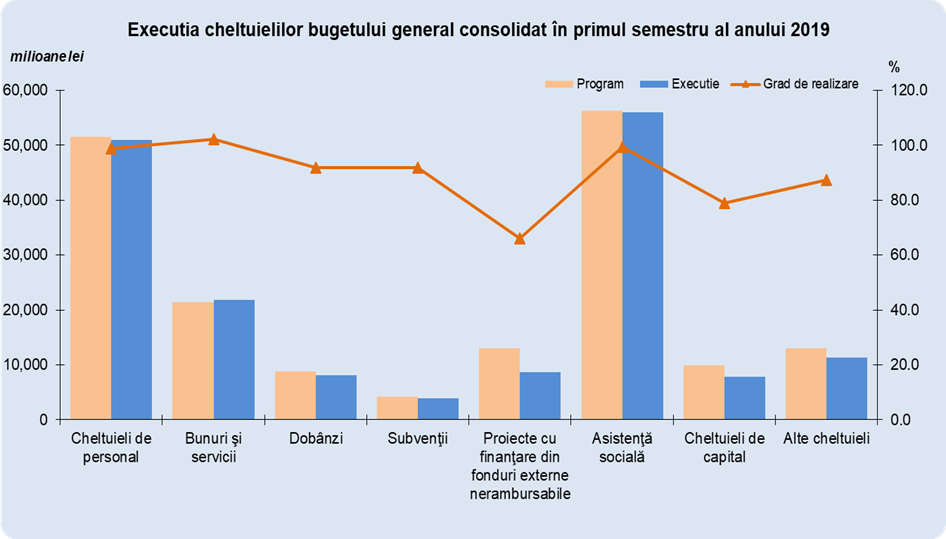 Executia cheltuielilor bugetului general consolidat în primul semestru al anului 2019
milioane lei
%
Program
Executie
Grad de realizare
60,000
50,000
40,000
30,000
20,000
10,000
0
120.0
100.0
80.0
60.0
40.0
20.0
0.0
Cheltuieli de
personal
Bunuri şi
servicii
Dobânzi
Subvenţii
Proiecte cu
finanţare din
fonduri externe
nerambursabile
Asistenţă
socială
Cheltuieli de
capital
Alte cheltuieli